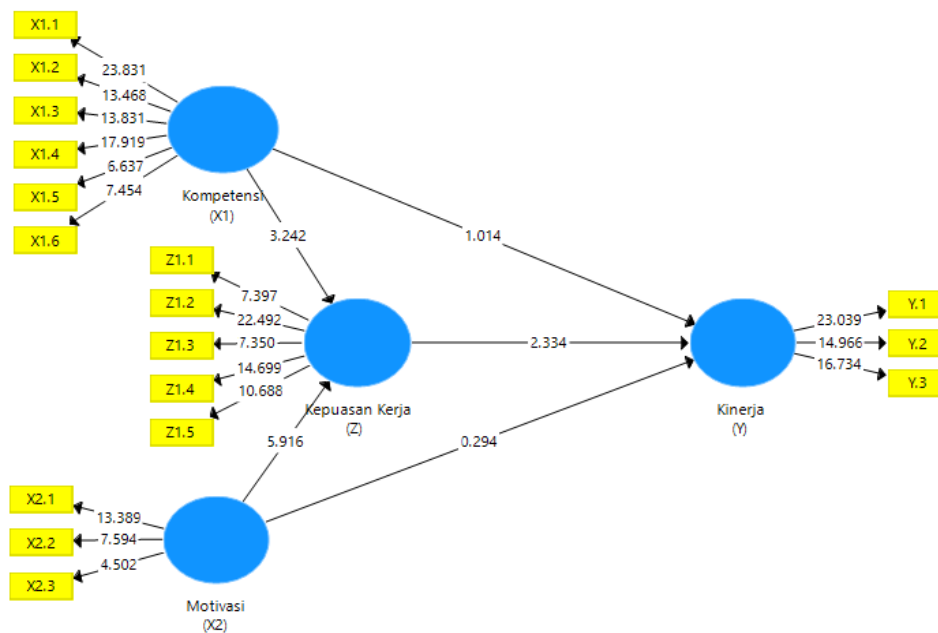 X1.1
X1.2
X1.3
X1.4
X1.5
X1.6
23.831
13.468
13.831
17.919
6.637
7.454
Kompetensi
(X1)
3.242
1.014
Z1.1
Z1.2
Z1.3
Z1.4
Z1.5
7.397
22.492
7.350
14.699
10.688
Kepuasan Kerja
(Z)
2.334
5.916
0.294
23.039
14.966
16.734
Y.1
Y.2
Y.3
Kinerja
(Y)
X2.1
X2.2
X2.3
13.389
7.594
4.502
Motivasi
(X2)